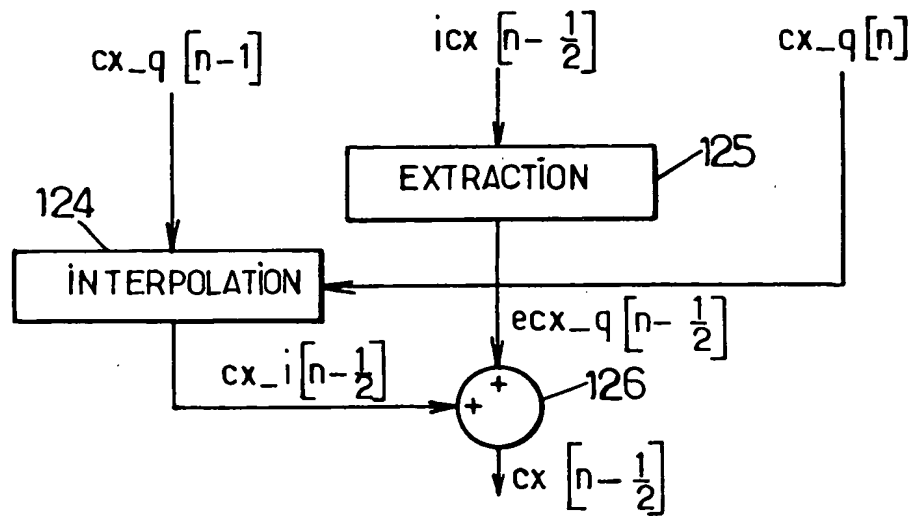 cx_q [n-1]
icx [n- 1/2]
cx_q [n]
EXTRACTION
125
124
INTERPOLATION
ecx_q [n- 1/2]
cx_i [n- 1/2]
+
+
126
cx [n- 1/2]